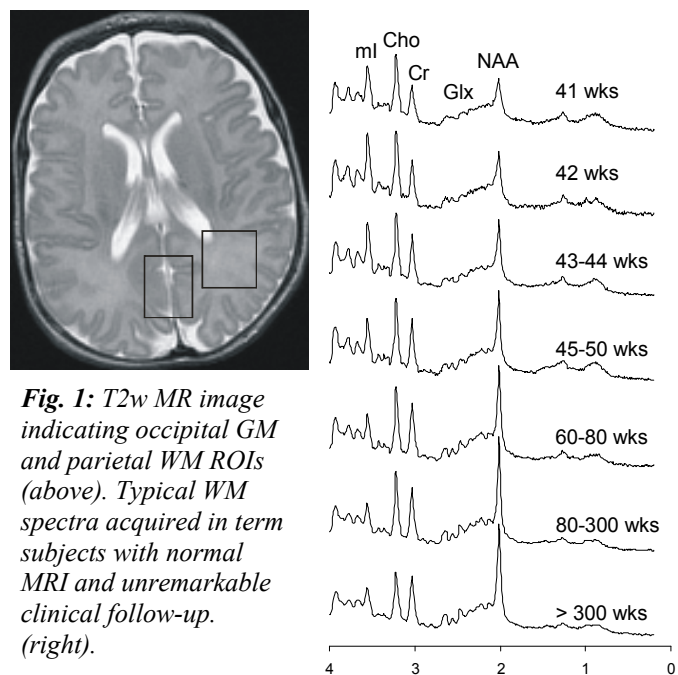 mI Cho Cr Glx NAA
41 wks
42 wks
43-44 wks
45-50 wks
60-80 wks
80-300 wks
> 300 wks
4 3 2 1 0
Fig. 1: T2w MR image
indicating occipital GM
and parietal WM ROIs
(above). Typical WM
spectra acquired in term
subjects with normal
MRI and unremarkable
clinical follow-up.
(right).